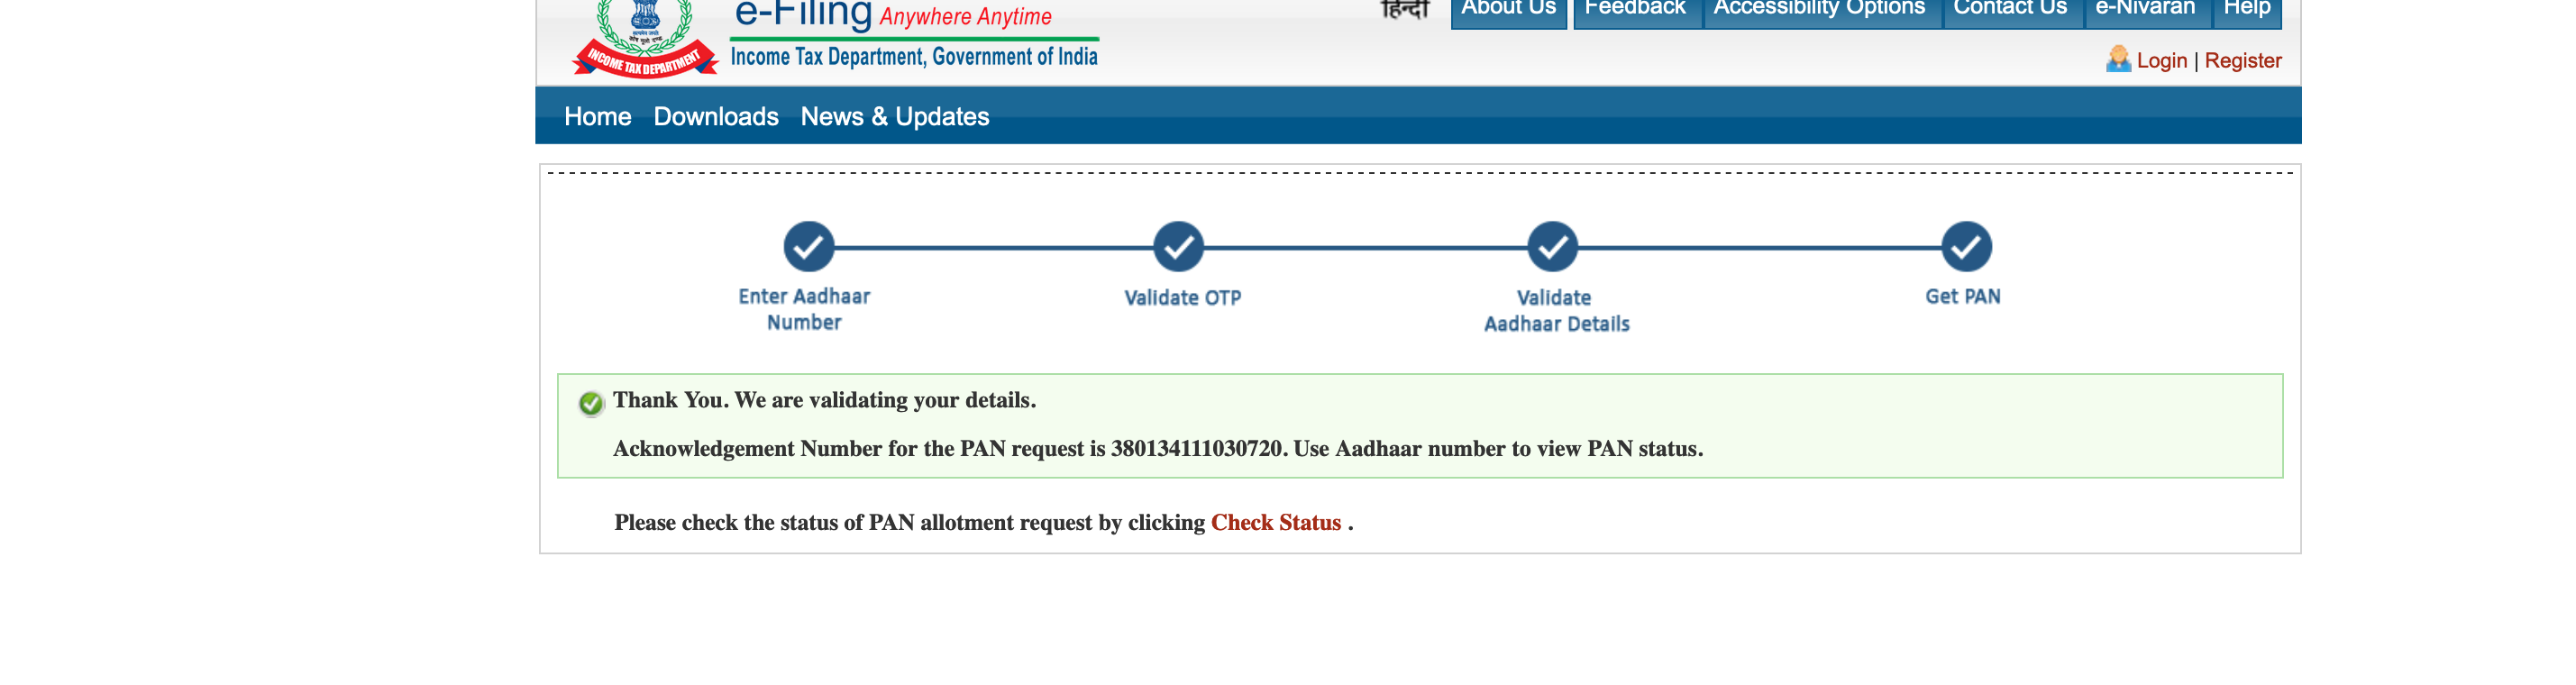 e-Filing Anywhere Anytime
Income Tax Department, Government of India
INCOME TAX DEPARTMENT
हिन्दी About Us Feedback Accessibility Options Contact Us e-Nivaran Help
Login | Register
Home Downloads News & Updates
Enter Aadhaar
Number
Validate OTP
Validate
Aadhaar Details
Get PAN
Thank You. We are validating your details.
Acknowledgement Number for the PAN request is 380134111030720. Use Aadhaar number to view PAN status.
Please check the status of PAN allotment request by clicking Check Status .